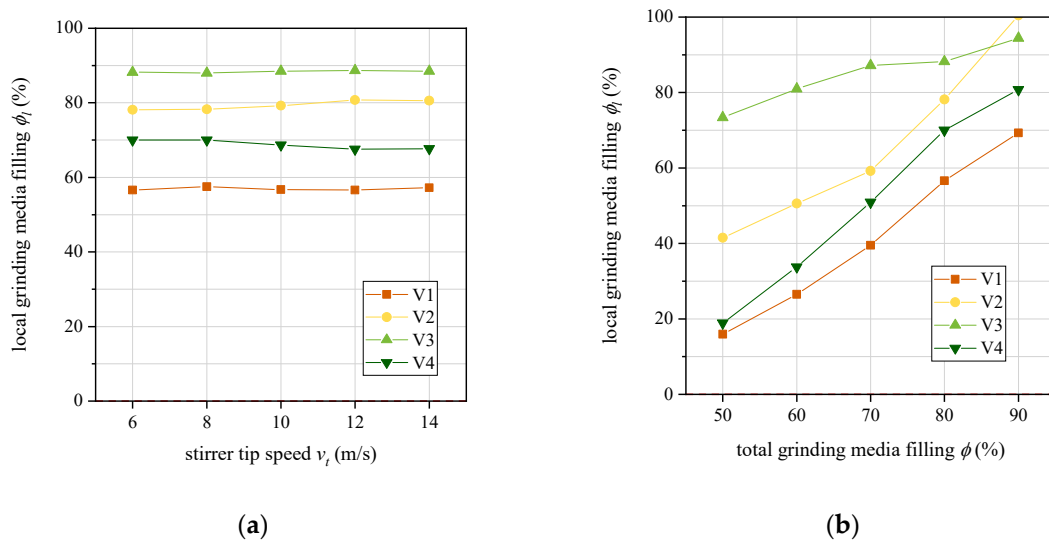 100
80
60
40
20
0
local grinding media filling ϕl (%)
V1
V2
V3
V4
6 8 10 12 14
stirrer tip speed vt (m/s)
(a)
100
80
60
40
20
0
local grinding media filling ϕl (%)
V1
V2
V3
V4
50 60 70 80 90
total grinding media filling ϕ (%)
(b)